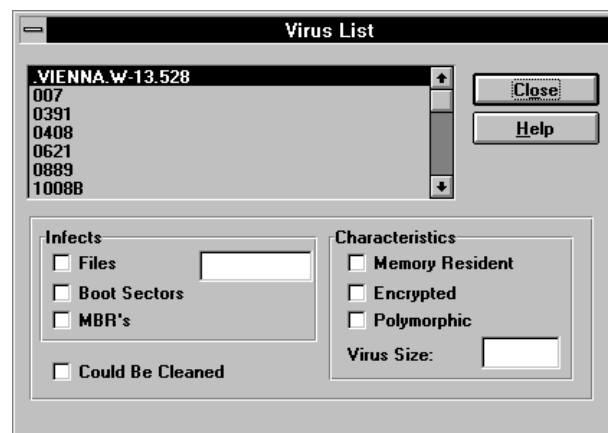 Virus List
.VIENNA.W-13.528
007
0391
0408
0621
0889
1008B
Close
Help
Infects
Files
Boot Sectors
MBR's
Could Be Cleaned
Characteristics
Memory Resident
Encrypted
Polymorphic
Virus Size: